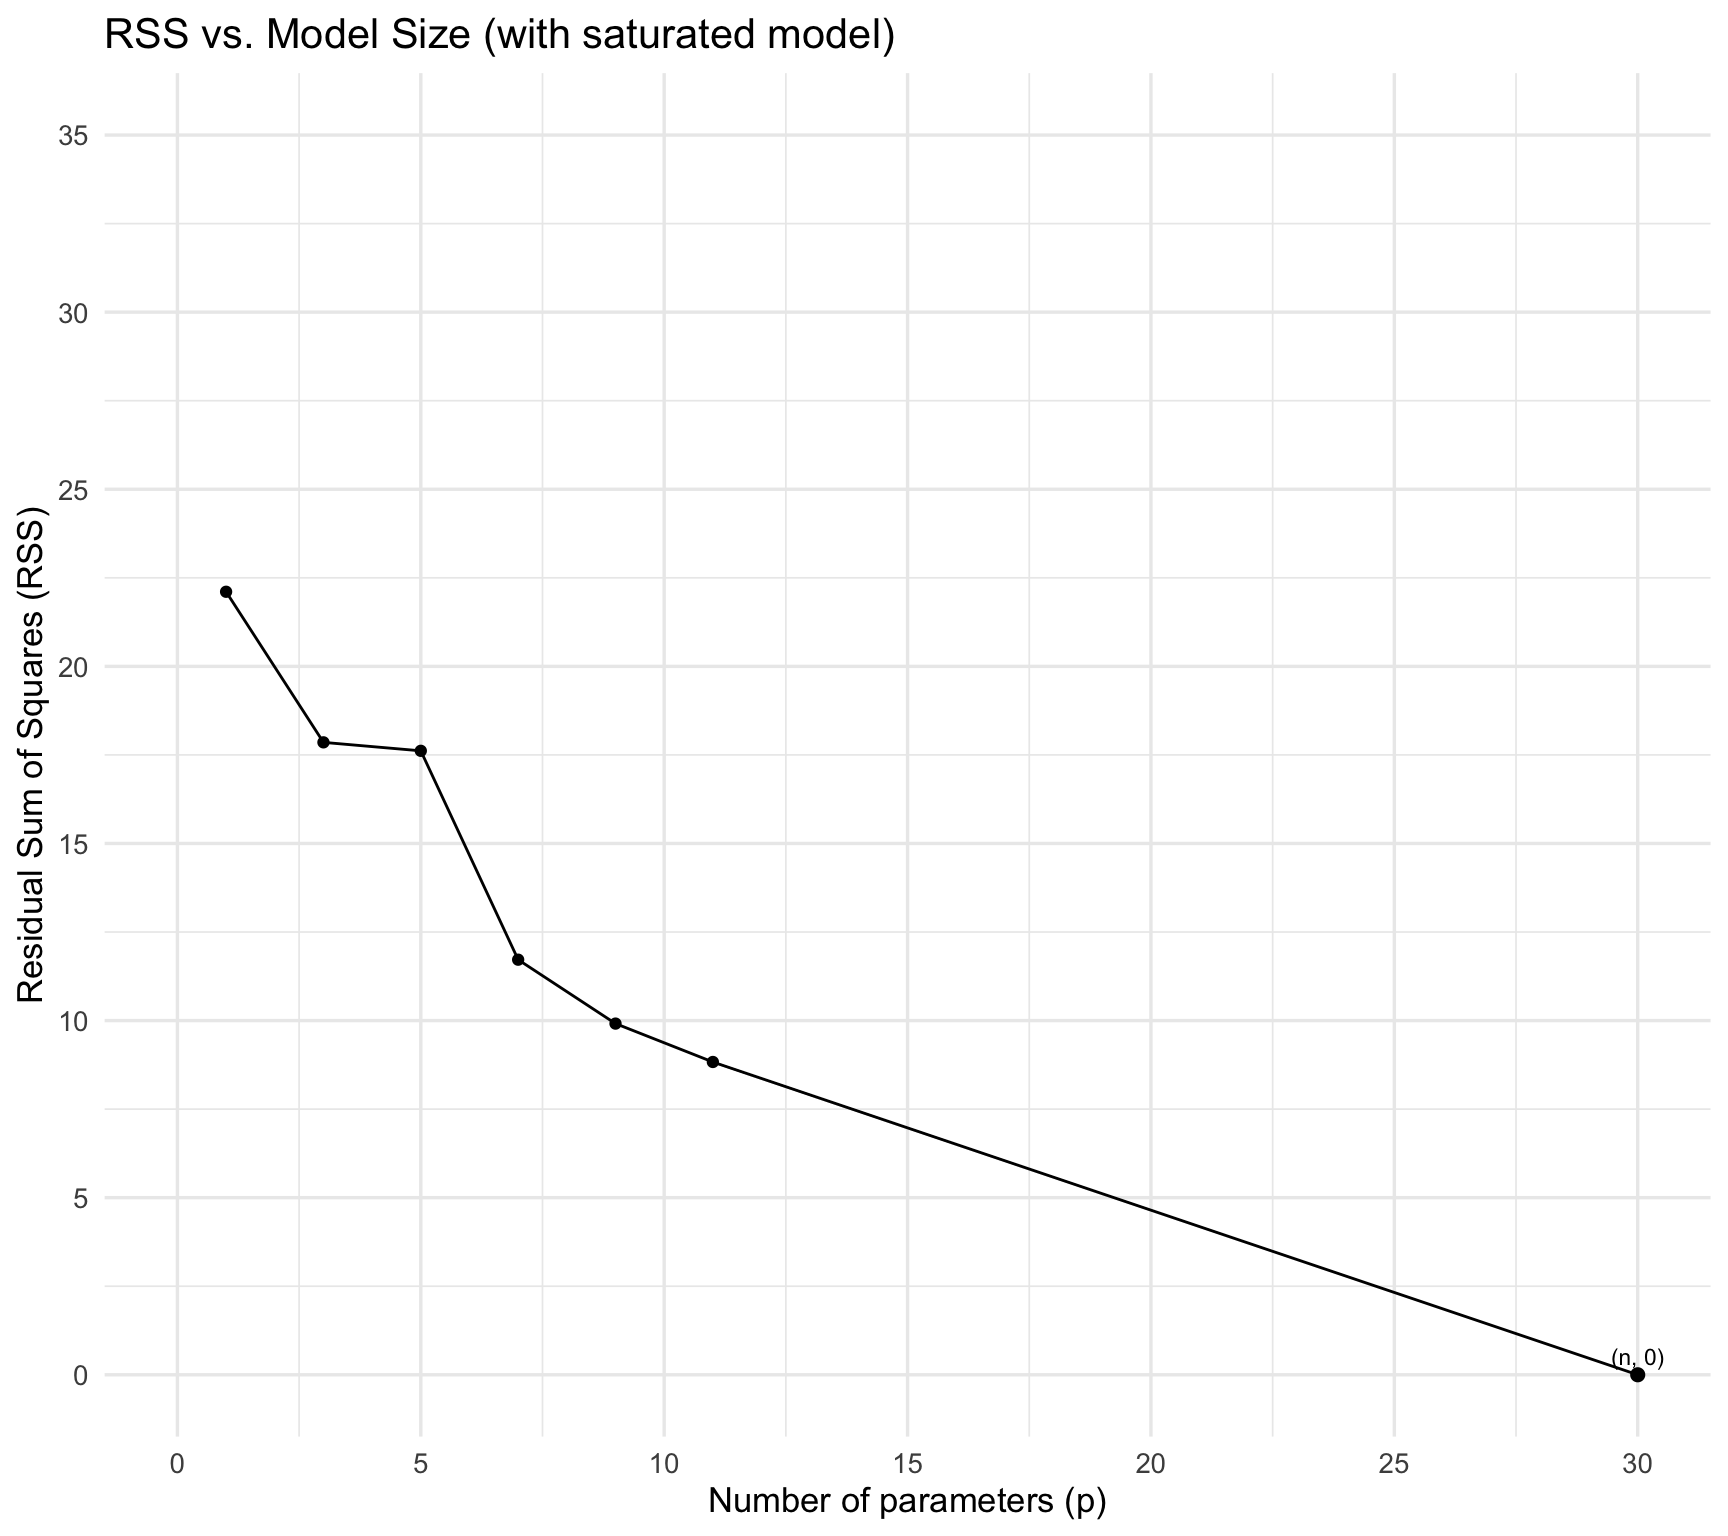 RSS vs. Model Size (with saturated model)
Residual Sum of Squares (RSS)
35
30
25
20
15
10
5
0
(n, 0)
0 5 10 15 20 25 30
Number of parameters (p)